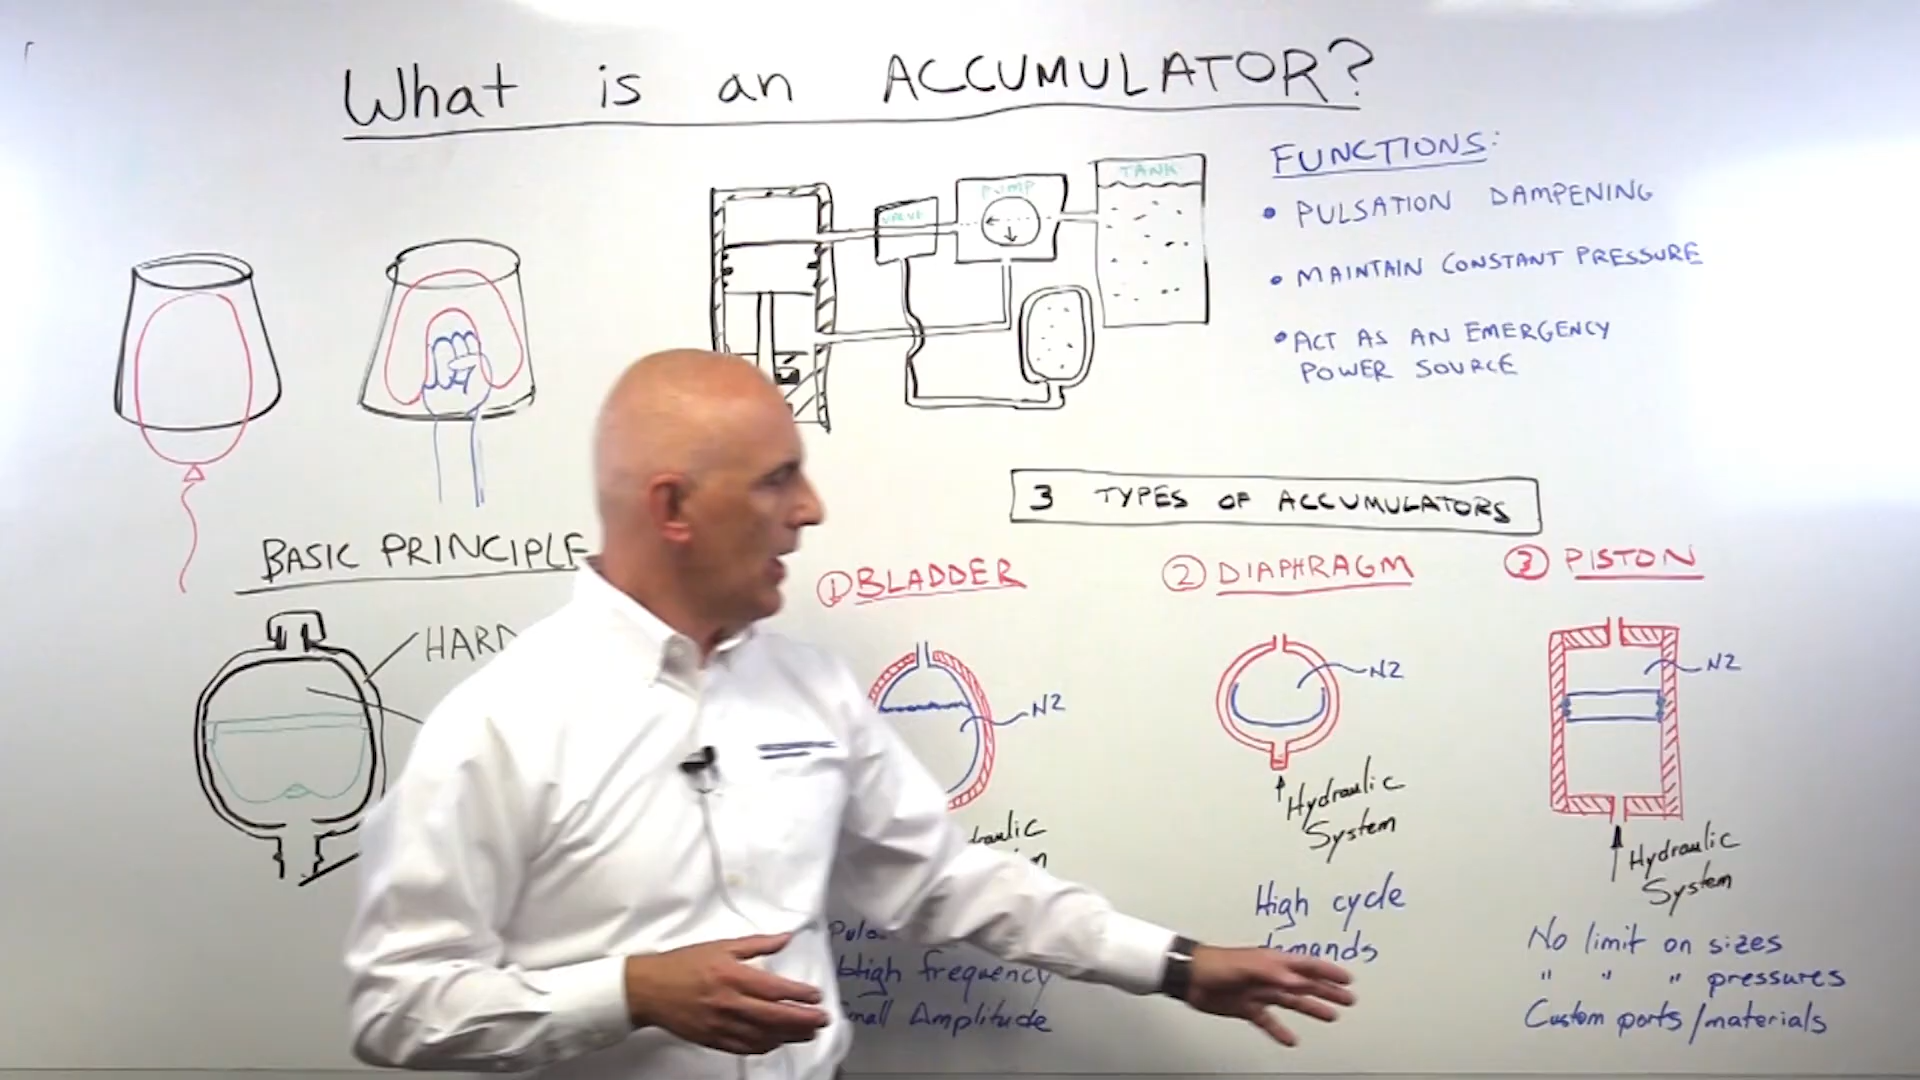 What is an ACCUMULATOR?
FUNCTIONS:
• PULSATION DAMPENING
• MAINTAIN CONSTANT PRESSURE
• ACT AS AN EMERGENCY
POWER SOURCE
VALVE
PUMP
TANK
BASIC PRINCIPLE
3 TYPES OF ACCUMULATORS
① BLADDER
N2
High frequency
Amplitude
② DIAPHRAGM
N2
Hydraulic
System
High cycle
③ PISTON
N2
Hydraulic
System
No limit on sizes
" " " pressures
Custom ports/materials